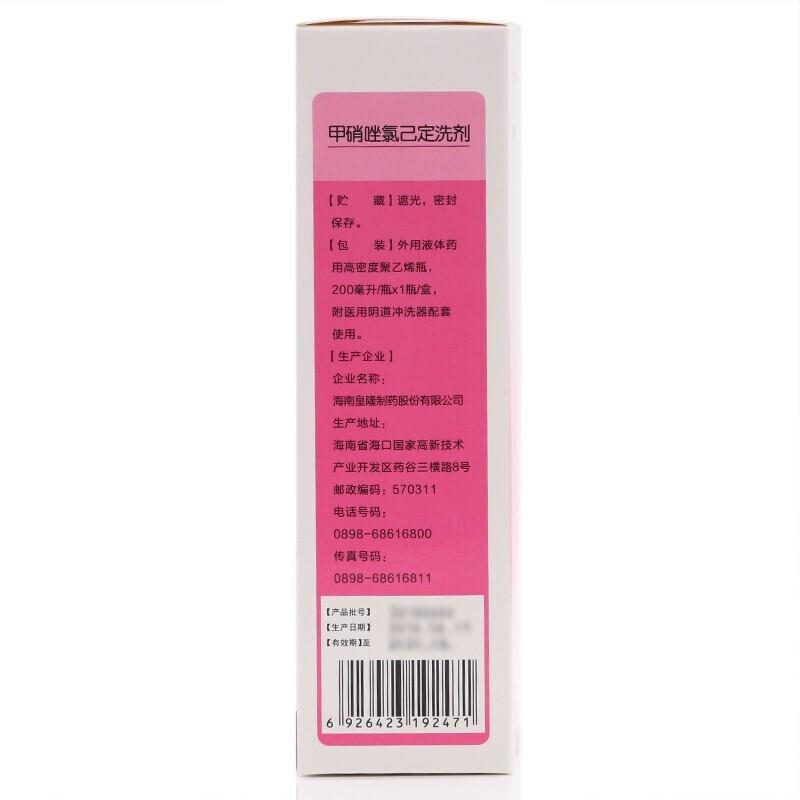 甲硝唑氯己定洗剂
【贮　藏】遮光，密封
保存。
【包　装】外用液体药
用高密度聚乙烯瓶，
200毫升/瓶x1瓶/盒，
附医用阴道冲洗器配套
使用。
【生产企业】
企业名称：
海南皇隆制药股份有限公司
生产地址：
海南省海口国家高新技术
产业开发区药谷三横路8号
邮政编码：570311
电话号码：
0898-68616800
传真号码：
0898-68616811
【产品批号】
【生产日期】
【有效期】至
6 926423 192471